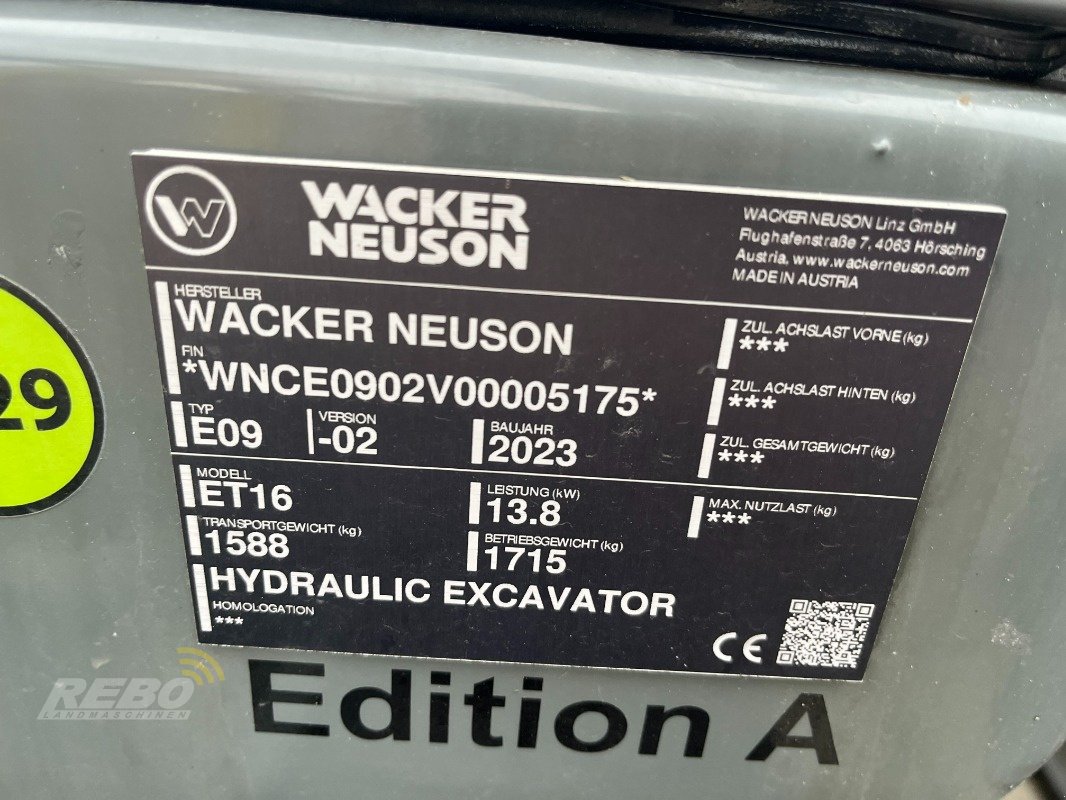 WACKER
NEUSON
WACKER NEUSON Linz GmbH
Flughafenstraße 7, 4063 Hörsching
Austria, www.wackerneuson.com
MADE IN AUSTRIA
HERSTELLER
WACKER NEUSON
FIN
*WNCE0902V00005175*
TYP
E09
VERSION
-02
BAUJAHR
2023
MODELL
ET16
LEISTUNG (kW)
13.8
TRANSPORTGEWICHT (kg)
1588
BETRIEBSGEWICHT (kg)
1715
HYDRAULIC EXCAVATOR
HOMOLOGATION
***
ZUL. ACHSLAST VORNE (kg)
***
ZUL. ACHSLAST HINTEN (kg)
***
ZUL. GESAMTGEWICHT (kg)
***
MAX. NUTZLAST (kg)
***
CE
29
Edition A
REBO
LANDMASCHINEN